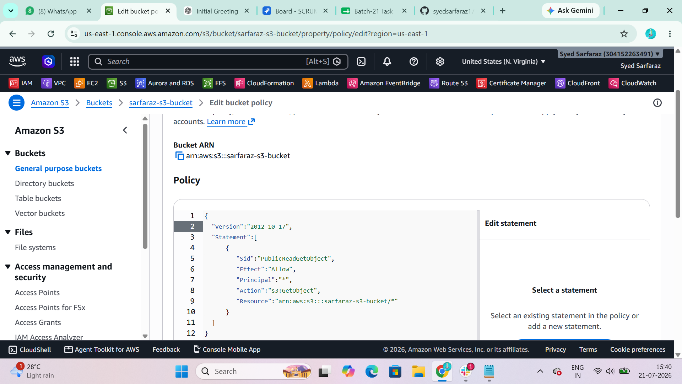 (8) WhatsApp
Edit bucket po
Initial Greeting
Board - SCRE
Batch-21 Task
syedsarfaraz1
Ask Gemini
us-east-1.console.aws.amazon.com/s3/bucket/sarfaraz-s3-bucket/property/policy/edit?region=us-east-1
aws
Search
[Alt+S]
United States (N. Virginia)
Syed Sarfaraz (304152263491)
Syed Sarfaraz
IAM
VPC
EC2
S3
Aurora and RDS
EFS
CloudFormation
Lambda
Amazon EventBridge
Route 53
Certificate Manager
CloudFront
CloudWatch
Amazon S3
Buckets
sarfaraz-s3-bucket
Edit bucket policy
Amazon S3
Buckets
General purpose buckets
Directory buckets
Table buckets
Vector buckets
Files
File systems
Access management and
security
Access Points
Access Points for FSx
Access Grants
IAM Access Analyzer
accounts. Learn more
Bucket ARN
arn:aws:s3:::sarfaraz-s3-bucket
Policy
1 {
2 "Version":"2012-10-17",
3 "Statement":[
4 {
5 "Sid":"PublicReadGetObject",
6 "Effect":"Allow",
7 "Principal":"*",
8 "Action":"s3:GetObject",
9 "Resource":"arn:aws:s3:::sarfaraz-s3-bucket/*"
10 }
11 ]
12 }
Edit statement
Select a statement
Select an existing statement in the policy or
add a new statement.
CloudShell
Agent Toolkit for AWS
Feedback
Console Mobile App
© 2026, Amazon Web Services, Inc. or its affiliates.
Privacy
Terms
Cookie preferences
28°C
Light rain
Search
ENG
IN
13:40
21-07-2026